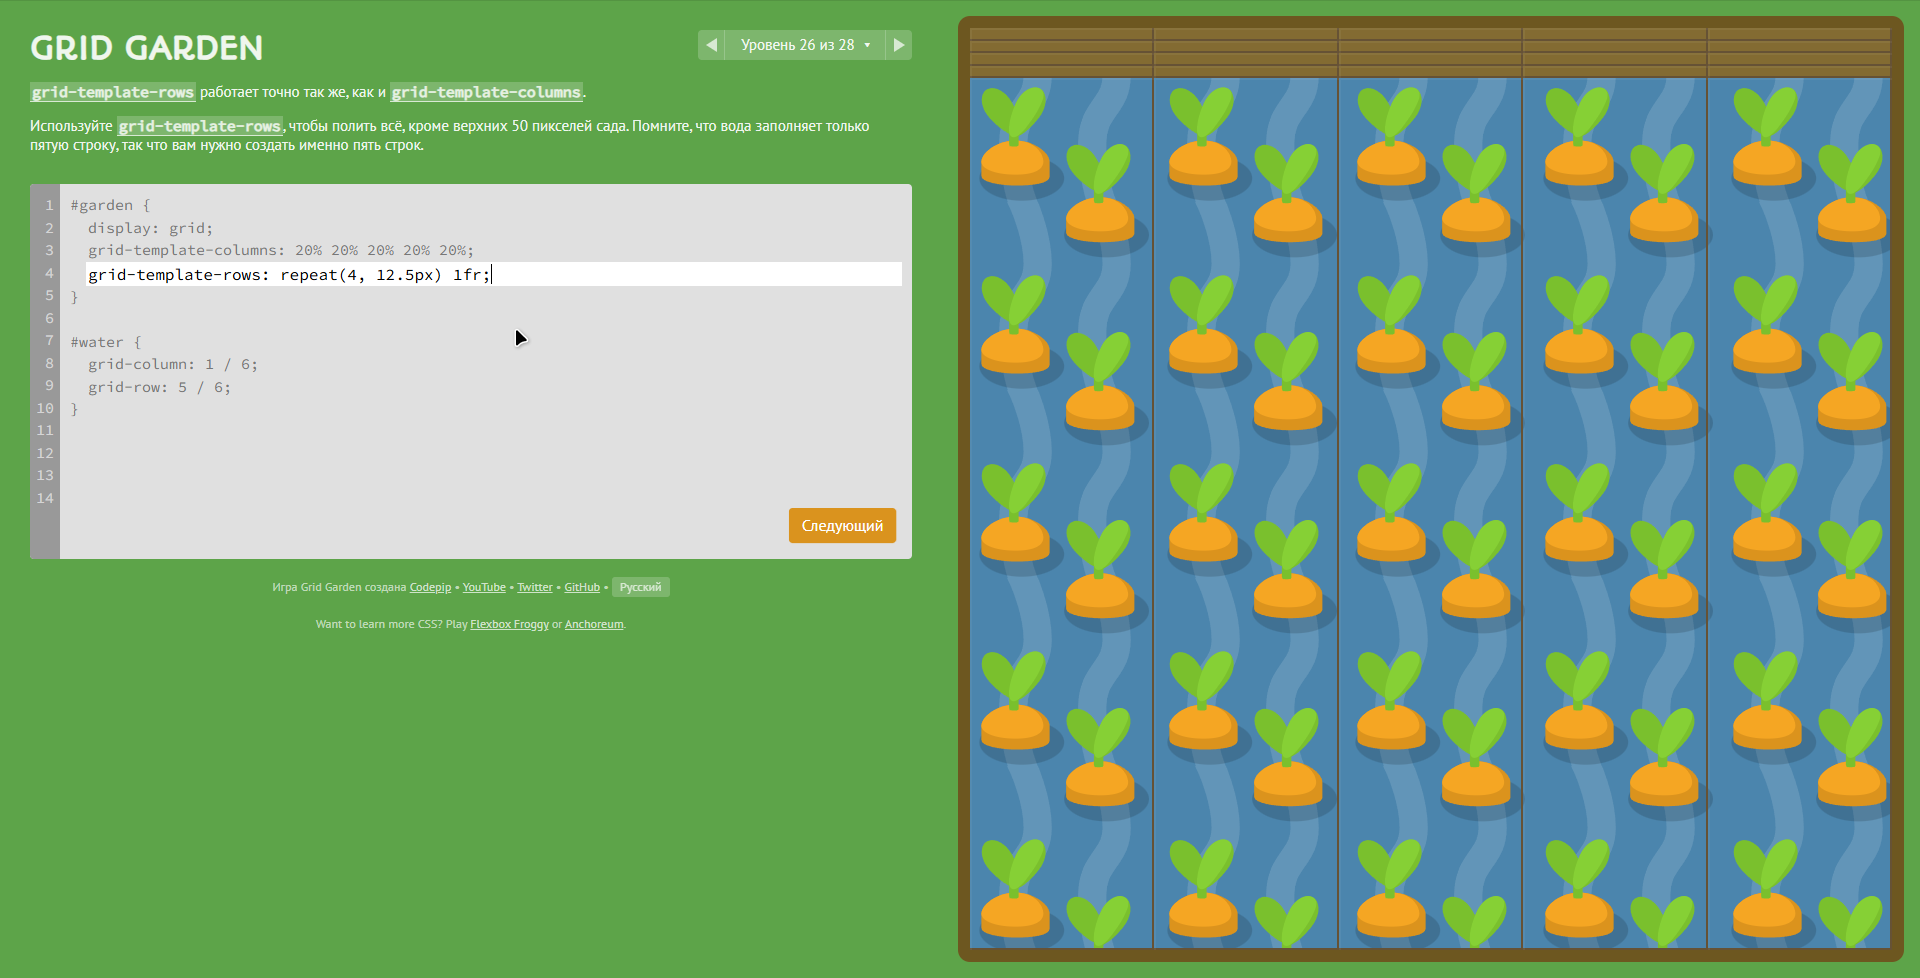 GRID GARDEN
◀ Уровень 26 из 28 ▾ ▶
grid-template-rows работает точно так же, как и grid-template-columns.
Используйте grid-template-rows, чтобы полить всё, кроме верхних 50 пикселей сада. Помните, что вода заполняет только
пятую строку, так что вам нужно создать именно пять строк.
1 #garden {
2 display: grid;
3 grid-template-columns: 20% 20% 20% 20% 20%;
4 grid-template-rows: repeat(4, 12.5px) 1fr;
5 }
6
7 #water {
8 grid-column: 1 / 6;
9 grid-row: 5 / 6;
10 }
11
12
13
14
Следующий
Игра Grid Garden создана Codepip • YouTube • Twitter • GitHub • Русский
Want to learn more CSS? Play Flexbox Froggy or Anchoreum.